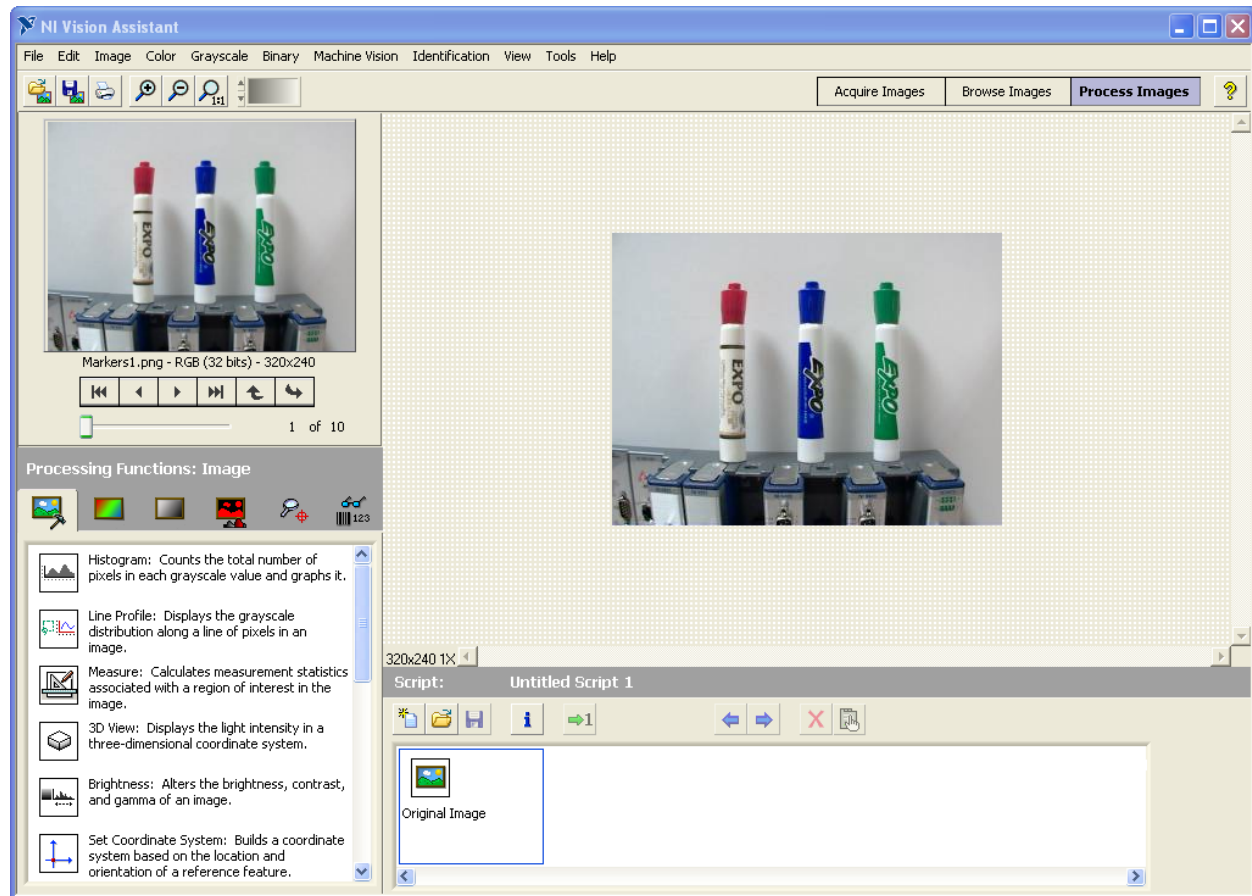 NI Vision Assistant
File Edit Image Color Grayscale Binary Machine Vision Identification View Tools Help
1:1
Acquire Images Browse Images Process Images ?
EXPO EXPO EXPO
Markers1.png - RGB (32 bits) - 320x240
1 of 10
Processing Functions: Image
123
Histogram: Counts the total number of
pixels in each grayscale value and graphs it.
Line Profile: Displays the grayscale
distribution along a line of pixels in an
image.
Measure: Calculates measurement statistics
associated with a region of interest in the
image.
3D View: Displays the light intensity in a
three-dimensional coordinate system.
Brightness: Alters the brightness, contrast,
and gamma of an image.
Set Coordinate System: Builds a coordinate
system based on the location and
orientation of a reference feature.
EXPO EXPO EXPO
320x240 1X
Script: Untitled Script 1
i 1
Original Image